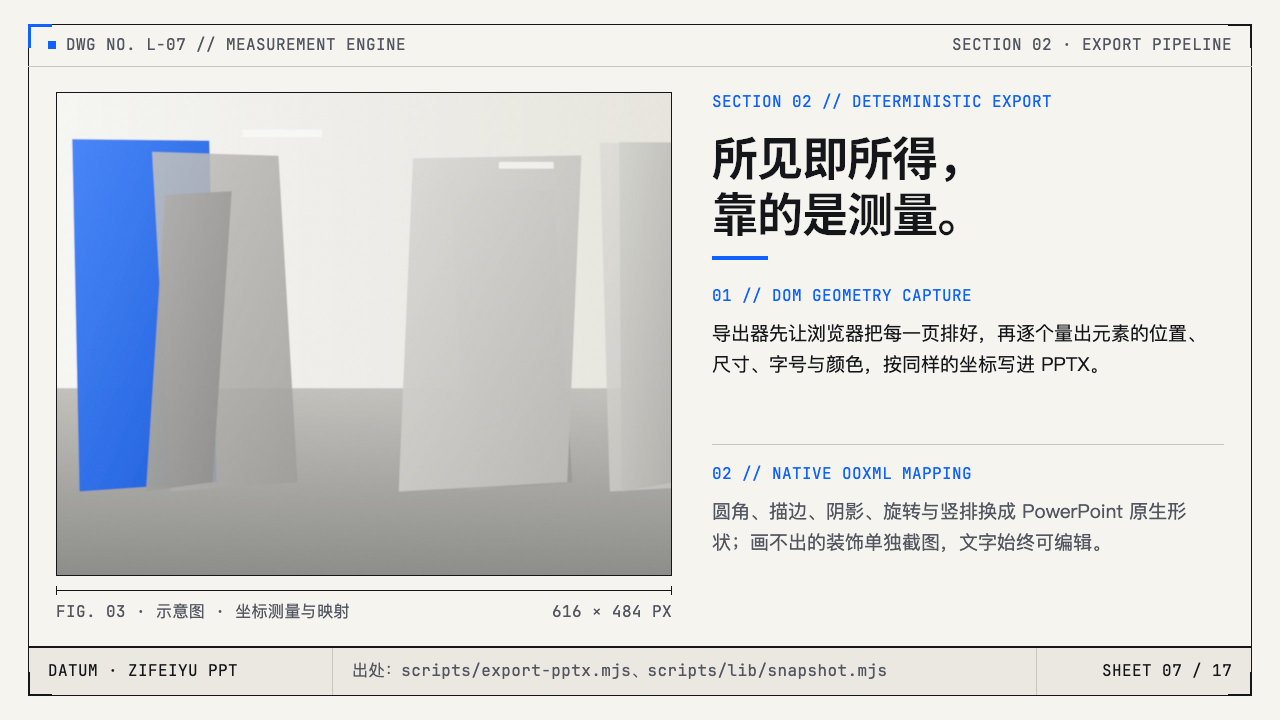 DWG NO. L-07 // MEASUREMENT ENGINE
SECTION 02 · EXPORT PIPELINE
SECTION 02 // DETERMINISTIC EXPORT
所见即所得，
靠的是测量。
01 // DOM GEOMETRY CAPTURE
导出器先让浏览器把每一页排好，再逐个量出元素的位置、
尺寸、字号与颜色，按同样的坐标写进 PPTX。
02 // NATIVE OOXML MAPPING
圆角、描边、阴影、旋转与竖排换成 PowerPoint 原生形
状；画不出的装饰单独截图，文字始终可编辑。
FIG. 03 · 示意图 · 坐标测量与映射
616 × 484 PX
DATUM · ZIFEIYU PPT
出处：scripts/export-pptx.mjs、scripts/lib/snapshot.mjs
SHEET 07 / 17